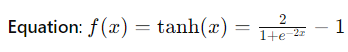 Equation: f(x) = tanh(x) = 2/(1+e^{-2x}) − 1